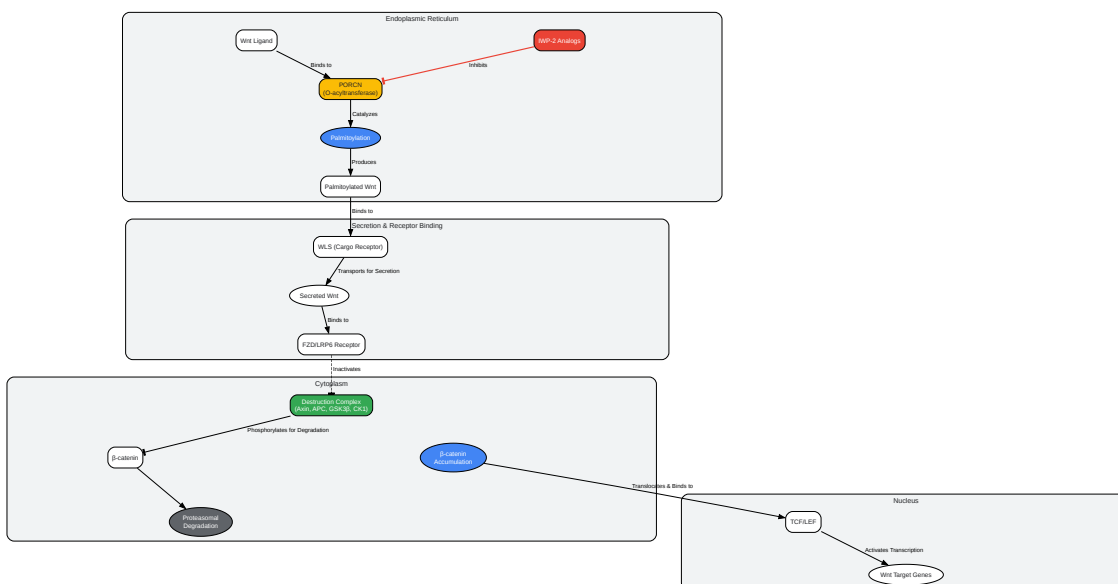 Endoplasmic Reticulum
Wnt Ligand
IWP-2 Analogs
Binds to
Inhibits
PORCN
(O-acyltransferase)
Catalyzes
Palmitoylation
Produces
Palmitoylated Wnt
Binds to
Secretion & Receptor Binding
WLS (Cargo Receptor)
Transports for Secretion
Secreted Wnt
Binds to
FZD/LRP6 Receptor
Inactivates
Cytoplasm
Destruction Complex
(Axin, APC, GSK3β, CK1)
Phosphorylates for Degradation
β-catenin
β-catenin
Accumulation
Translocates & Binds to
Nucleus
Proteasomal
Degradation
TCF/LEF
Activates Transcription
Wnt Target Genes